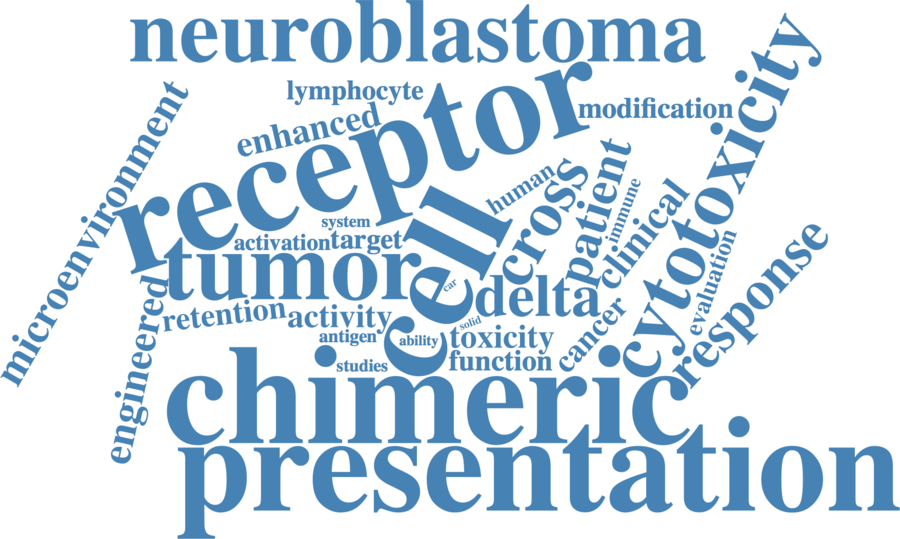 neuroblastoma
lymphocyte
modification
enhanced
receptor
cytotoxicity
microenvironment
human
cross
patient
immune
clinical
system
activation
target
cell
tumor
car
delta
evaluation
response
engineered
retention
activity
solid
cancer
antigen
ability
toxicity
studies
function
chimeric
presentation